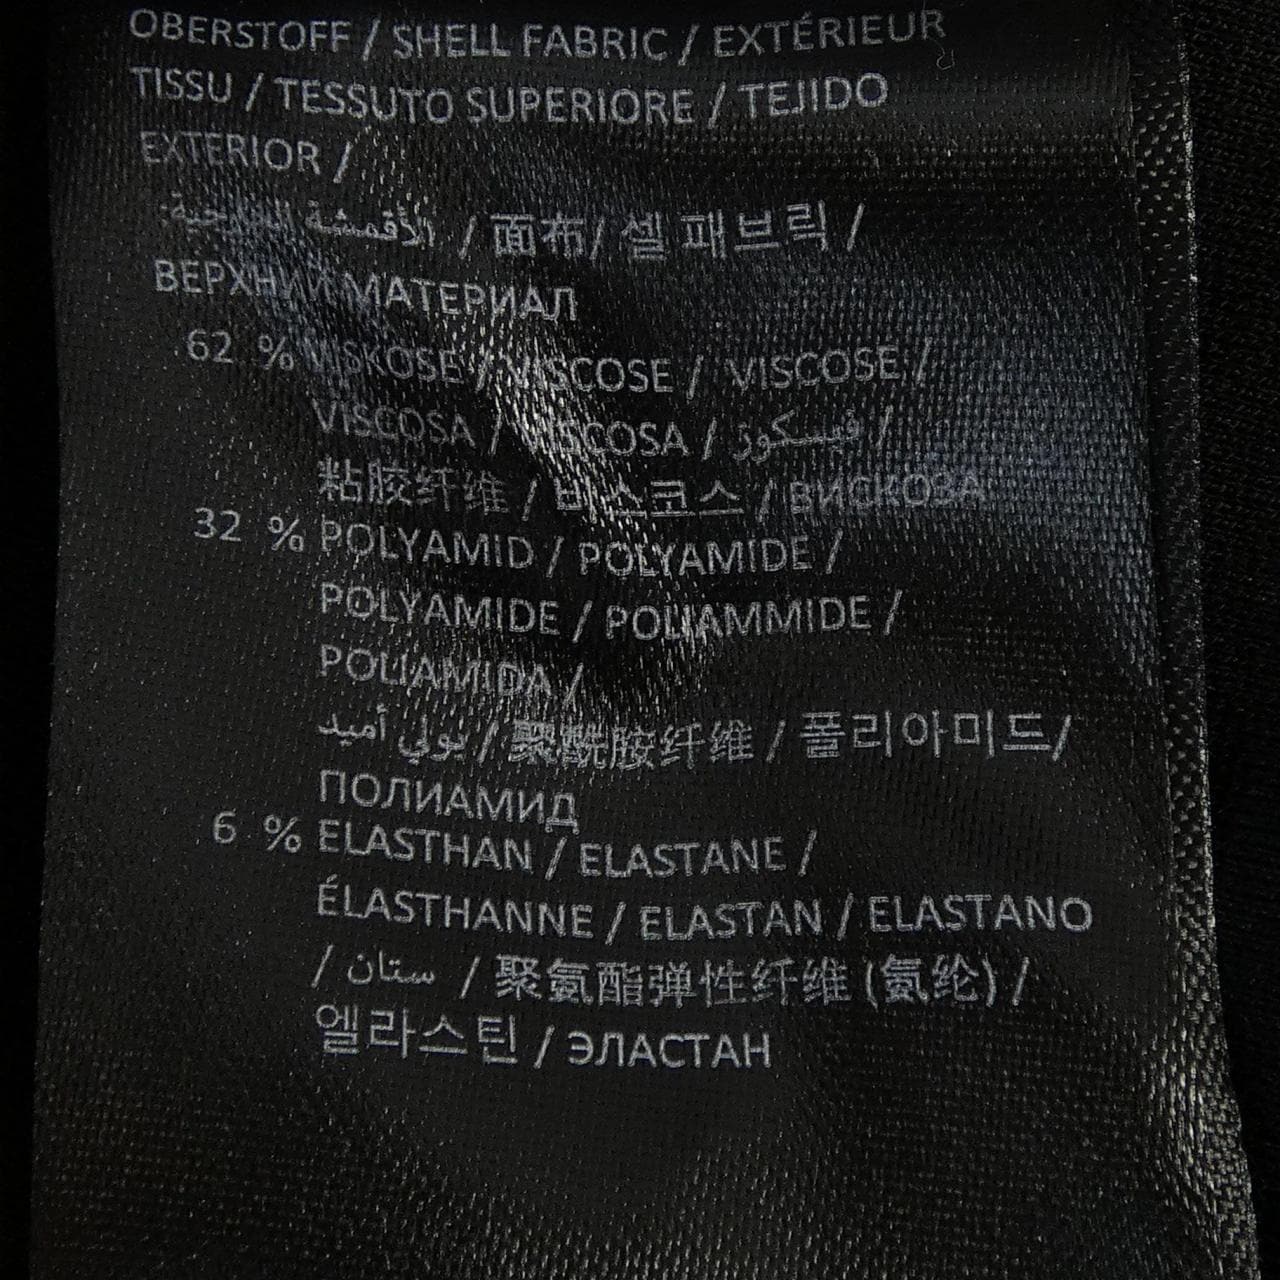 OBERSTOFF / SHELL FABRIC / EXTÉRIEUR
TISSU / TESSUTO SUPERIORE / TEJIDO
EXTERIOR /
الأقمشة الخارجية / 面布/ 셀 패브릭 /
ВЕРХНИЙ МАТЕРИАЛ
62 % VISKOSE / VISCOSE / VISCOSE /
VISCOSA / VISCOSA / فيسكوز /
粘胶纤维 / 비스코스 / ВИСКОЗА
32 % POLYAMID / POLYAMIDE /
POLYAMIDE / POLIAMMIDE /
POLIAMIDA /
بولي أميد / 聚酰胺纤维 / 폴리아미드/
ПОЛИАМИД
6 % ELASTHAN / ELASTANE /
ÉLASTHANNE / ELASTAN / ELASTANO
/ ستان / 聚氨酯弹性纤维 (氨纶) /
엘라스틴 / ЭЛАСТАН